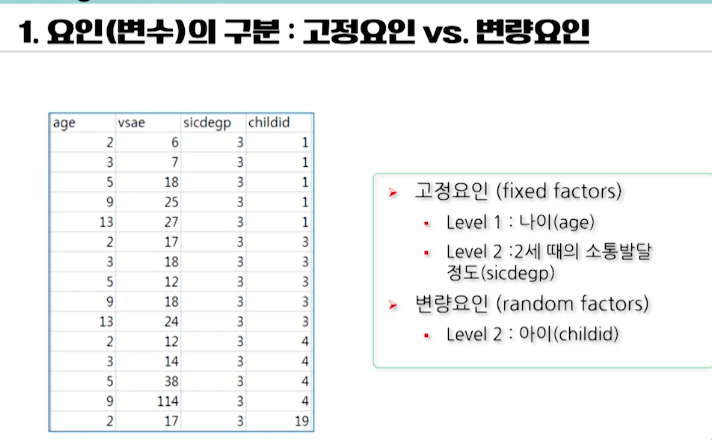 1. 요인(변수)의 구분 : 고정요인 vs. 변량요인
age vsae sicdegp childid
2 6 3 1
3 7 3 1
5 18 3 1
9 25 3 1
13 27 3 1
2 17 3 3
3 18 3 3
5 12 3 3
9 18 3 3
13 24 3 3
2 12 3 4
3 14 3 4
5 38 3 4
9 114 3 4
2 17 3 19
고정요인 (fixed factors)
Level 1 : 나이(age)
Level 2 :2세 때의 소통발달
정도(sicdegp)
변량요인 (random factors)
Level 2 : 아이(childid)